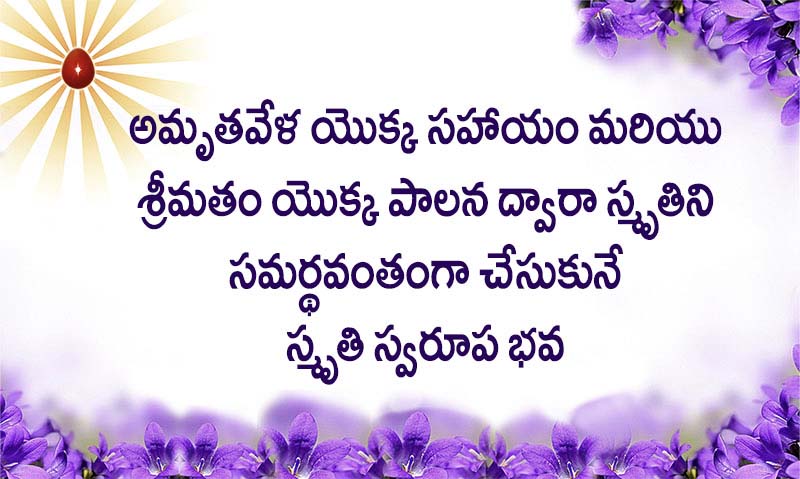 అమృతవేళ యొక్క సహాయం మరియు
శ్రీమతం యొక్క పాలన ద్వారా స్మృతిని
సమర్థవంతంగా చేసుకునే
స్మృతి స్వరూప భవ